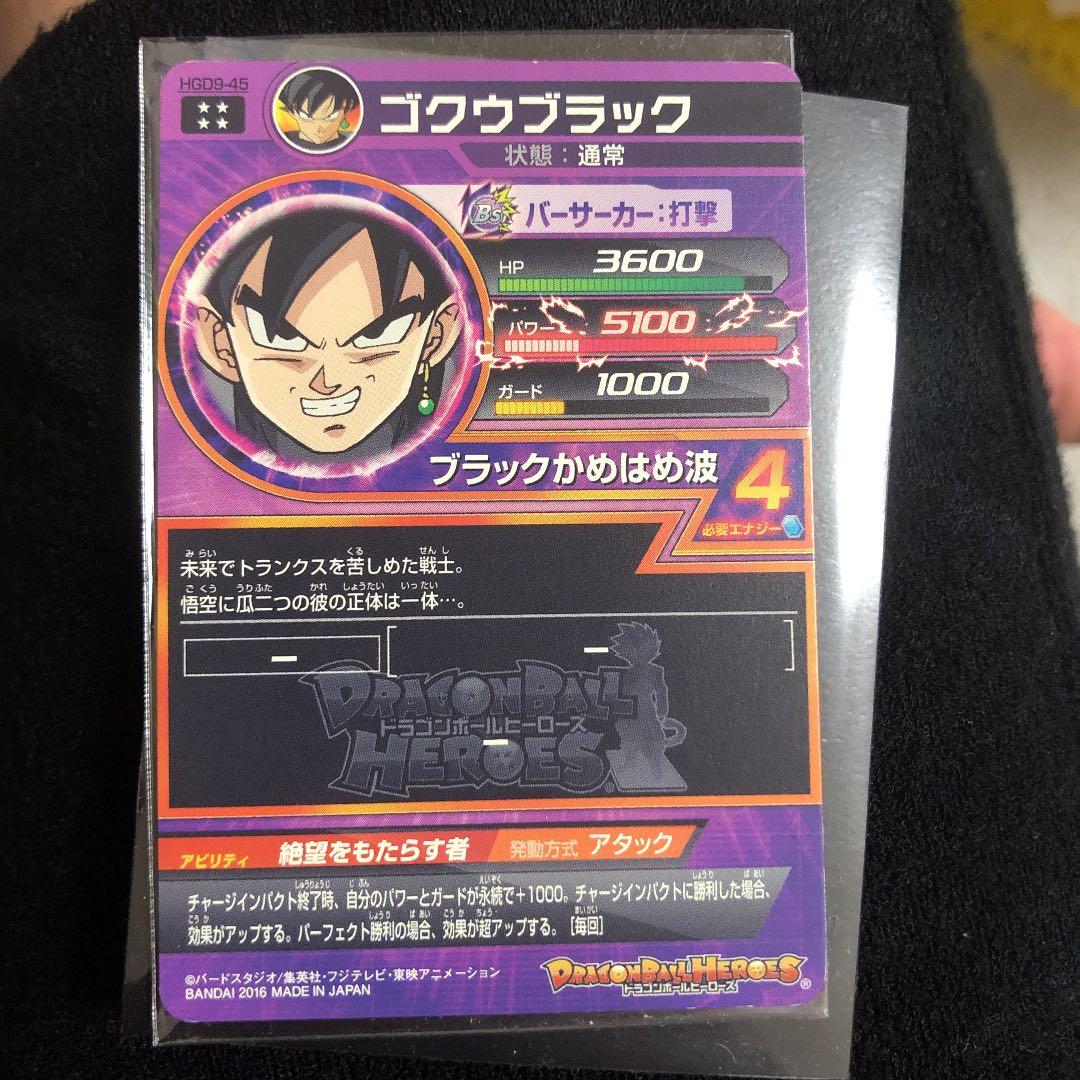 HGD9-45
ゴクウブラック
状態：通常
Bs バーサーカー：打撃
HP 3600
パワー 5100
ガード 1000
ブラックかめはめ波
4
必要エナジー
未来でトランクスを苦しめた戦士。
悟空に瓜二つの彼の正体は一体…。
DRAGONBALL
ドラゴンボールヒーローズ
HEROES
アビリティ 絶望をもたらす者 発動方式 アタック
チャージインパクト終了時、自分のパワーとガードが永続で+1000。チャージインパクトに勝利した場合、
効果がアップする。パーフェクト勝利の場合、効果が超アップする。［毎回］
©バードスタジオ/集英社・フジテレビ・東映アニメーション
BANDAI 2016 MADE IN JAPAN
DRAGONBALL HEROES
ドラゴンボールヒーローズ